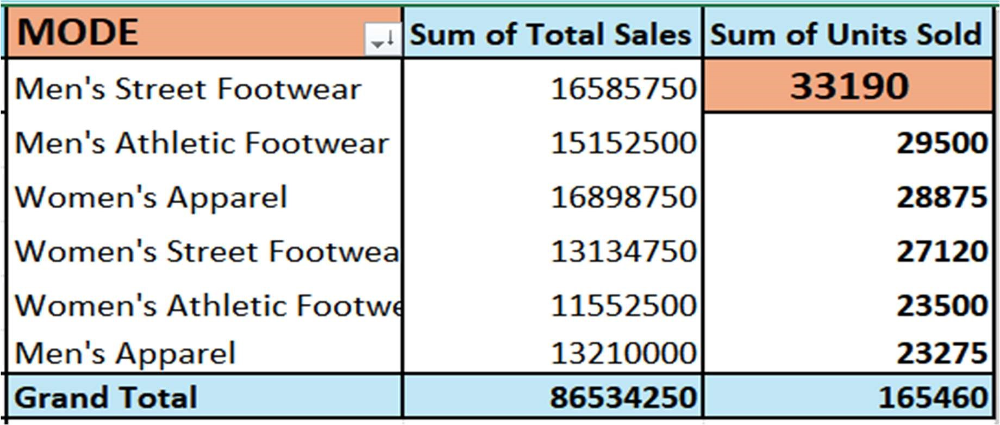 MODE Sum of Total Sales Sum of Units Sold
Men's Street Footwear 16585750 33190
Men's Athletic Footwear 15152500 29500
Women's Apparel 16898750 28875
Women's Street Footwea 13134750 27120
Women's Athletic Footwe 11552500 23500
Men's Apparel 13210000 23275
Grand Total 86534250 165460